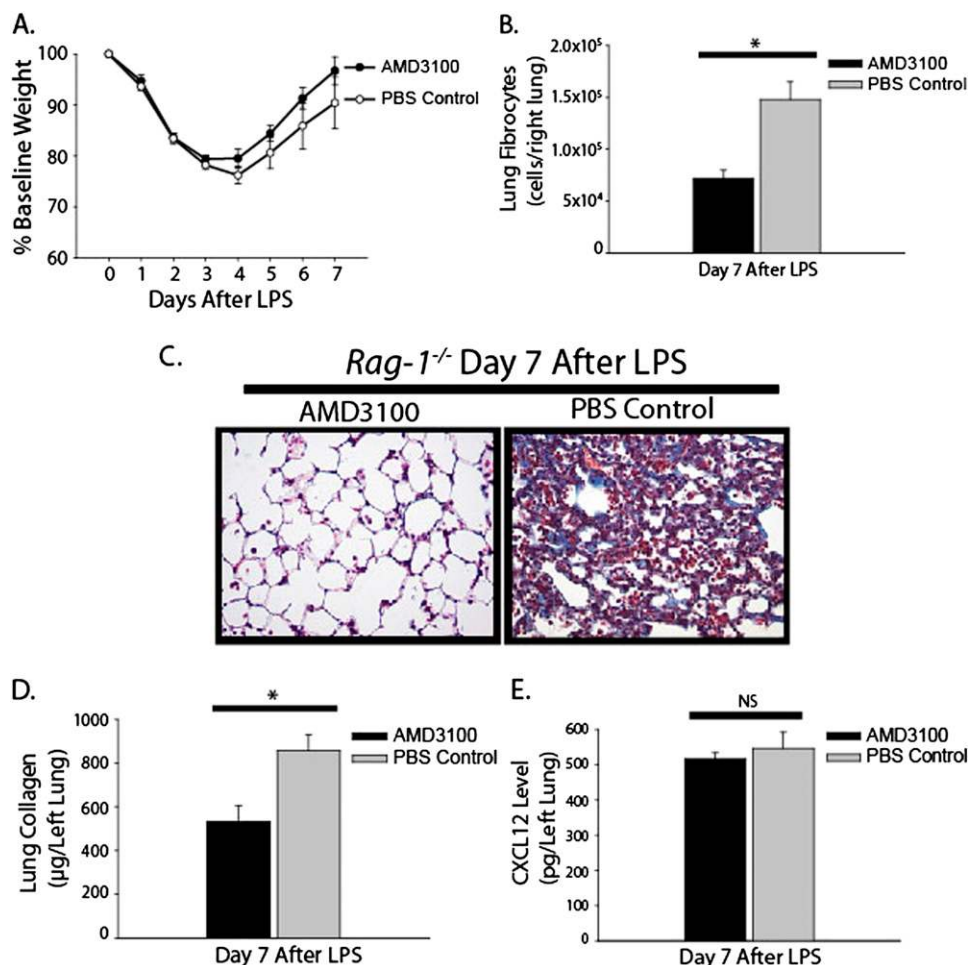 A.
100
90
80
70
60
% Baseline Weight
0 1 2 3 4 5 6 7
Days After LPS
AMD3100
PBS Control
B.
2.0x10⁵
1.5x10⁵
1x10⁵
5x10⁴
0
Lung Fibrocytes
(cells/right lung)
*
AMD3100
PBS Control
Day 7 After LPS
C.
Rag-1⁻/⁻ Day 7 After LPS
AMD3100
PBS Control
D.
1000
800
600
400
200
0
Lung Collagen
(µg/Left Lung)
*
AMD3100
PBS Control
Day 7 After LPS
E.
600
500
400
300
200
100
0
CXCL12 Level
(pg/Left Lung)
NS
AMD3100
PBS Control
Day 7 After LPS